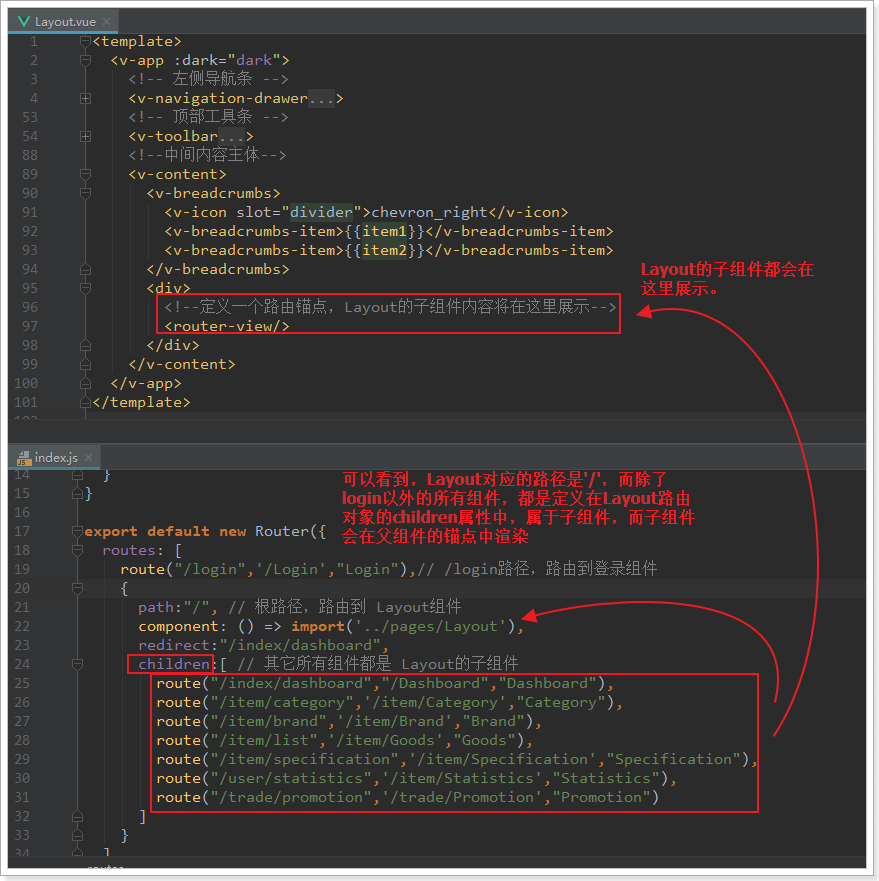 Layout.vue
1 <template>
2 <v-app :dark="dark">
3 <!-- 左侧导航条 -->
4 <v-navigation-drawer...>
53 <!-- 顶部工具条 -->
54 <v-toolbar...>
88 <!--中间内容主体-->
89 <v-content>
90 <v-breadcrumbs>
91 <v-icon slot="divider">chevron_right</v-icon>
92 <v-breadcrumbs-item>{{item1}}</v-breadcrumbs-item>
93 <v-breadcrumbs-item>{{item2}}</v-breadcrumbs-item>
94 </v-breadcrumbs>
Layout的子组件都会在
这里展示。
95 <div>
96 <!--定义一个路由锚点，Layout的子组件内容将在这里展示-->
97 <router-view/>
98 </div>
99 </v-content>
100 </v-app>
101 </template>
index.js
可以看到，Layout对应的路径是'/'，而除了
login以外的所有组件，都是定义在Layout路由
对象的children属性中，属于子组件，而子组件
会在父组件的锚点中渲染
14 }
15 }
16
17 export default new Router({
18 routes: [
19 route("/login",'/Login',"Login"),// /login路径，路由到登录组件
20 {
21 path:"/", // 根路径，路由到 Layout组件
22 component: () => import('../pages/Layout'),
23 redirect:"/index/dashboard",
24 children:[ // 其它所有组件都是 Layout的子组件
25 route("/index/dashboard","/Dashboard","Dashboard"),
26 route("/item/category",'/item/Category',"Category"),
27 route("/item/brand",'/item/Brand',"Brand"),
28 route("/item/list",'/item/Goods',"Goods"),
29 route("/item/specification",'/item/Specification',"Specification"),
30 route("/user/statistics",'/item/Statistics',"Statistics"),
31 route("/trade/promotion",'/trade/Promotion',"Promotion")
32 ]
33 }
34 ]